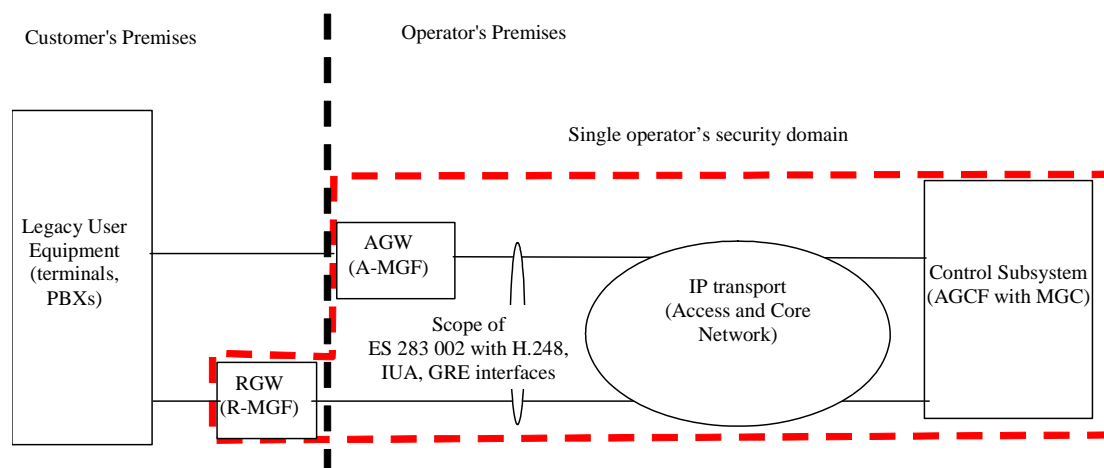 Customer's Premises
Operator's Premises
Single operator’s security domain
Legacy User
Equipment
(terminals,
PBXs)
AGW
(A-MGF)
RGW
(R-MGF)
Scope of
ES 283 002 with H.248,
IUA, GRE interfaces
IP transport
(Access and Core
Network)
Control Subsystem
(AGCF with MGC)